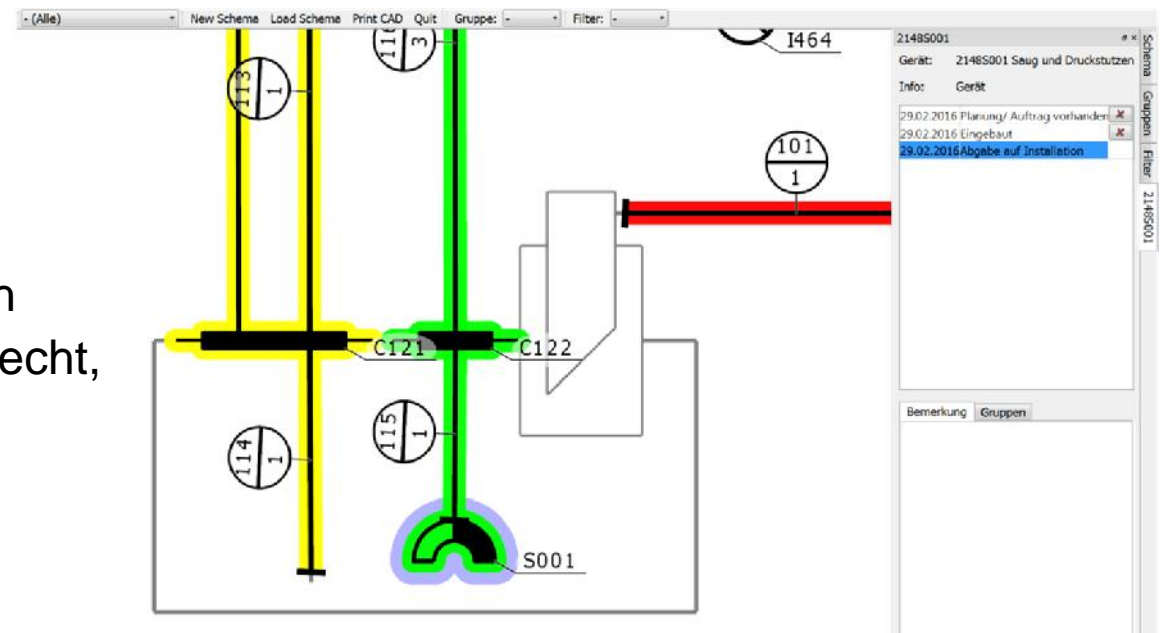 - (Alle) New Schema Load Schema Print CAD Quit Gruppe: - Filter: -
2148S001
Gerät: 2148S001 Saug und Druckstutzen
Info: Gerät
29.02.2016 Planung/ Auftrag vorhanden
29.02.2016 Eingebaut
29.02.2016 Abgabe auf Installation
Bemerkung Gruppen
Schema
Gruppen
Filter
2148S001
113
1
3
I464
101
1
n
echt,
C121
C122
114
1
115
1
S001